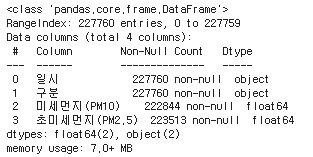 <class 'pandas.core.frame.DataFrame'>
RangeIndex: 227760 entries, 0 to 227759
Data columns (total 4 columns):
 #   Column         Non-Null Count   Dtype
---  ------         --------------   -----
 0   일시           227760 non-null  object
 1   구분           227760 non-null  object
 2   미세먼지(PM10)   222844 non-null  float64
 3   초미세먼지(PM2.5)  223513 non-null  float64
dtypes: float64(2), object(2)
memory usage: 7.0+ MB